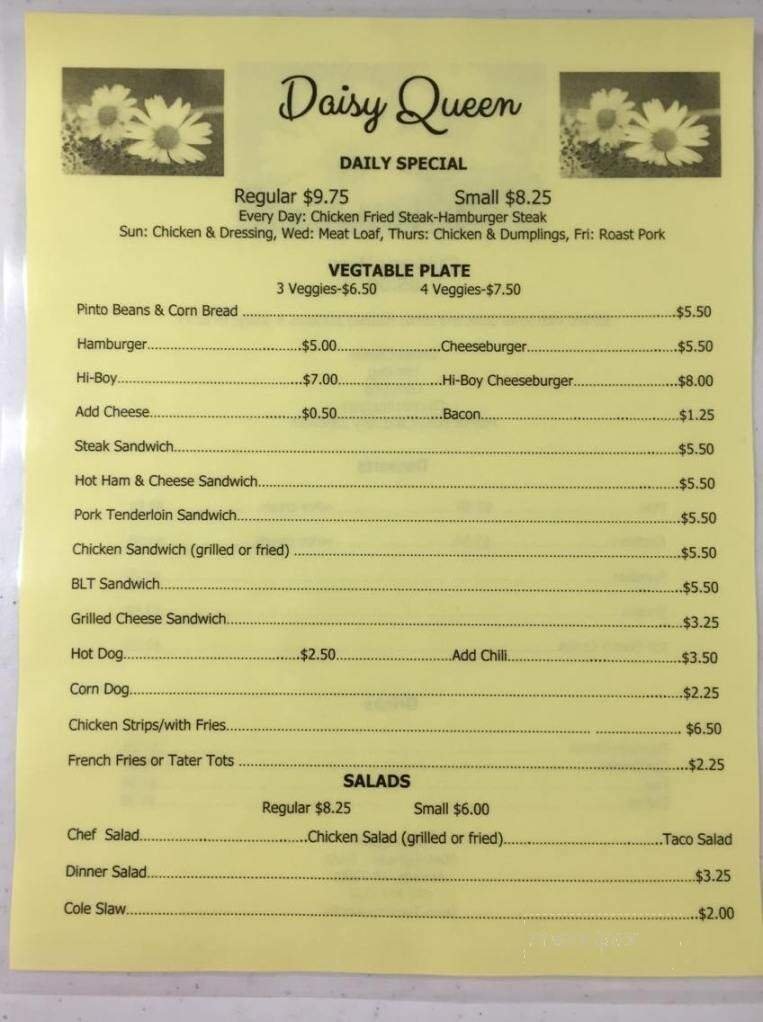 Daisy Queen
DAILY SPECIAL
Regular $9.75 Small $8.25
Every Day: Chicken Fried Steak-Hamburger Steak
Sun: Chicken & Dressing, Wed: Meat Loaf, Thurs: Chicken & Dumplings, Fri: Roast Pork
VEGTABLE PLATE
3 Veggies-$6.50 4 Veggies-$7.50
Pinto Beans & Corn Bread $5.50
Hamburger $5.00 Cheeseburger $5.50
Hi-Boy $7.00 Hi-Boy Cheeseburger $8.00
Add Cheese $0.50 Bacon $1.25
Steak Sandwich $5.50
Hot Ham & Cheese Sandwich $5.50
Pork Tenderloin Sandwich $5.50
Chicken Sandwich (grilled or fried) $5.50
BLT Sandwich $5.50
Grilled Cheese Sandwich $3.25
Hot Dog $2.50 Add Chili $3.50
Corn Dog $2.25
Chicken Strips/with Fries $6.50
French Fries or Tater Tots $2.25
SALADS
Regular $8.25 Small $6.00
Chef Salad Chicken Salad (grilled or fried) Taco Salad
Dinner Salad $3.25
Cole Slaw $2.00